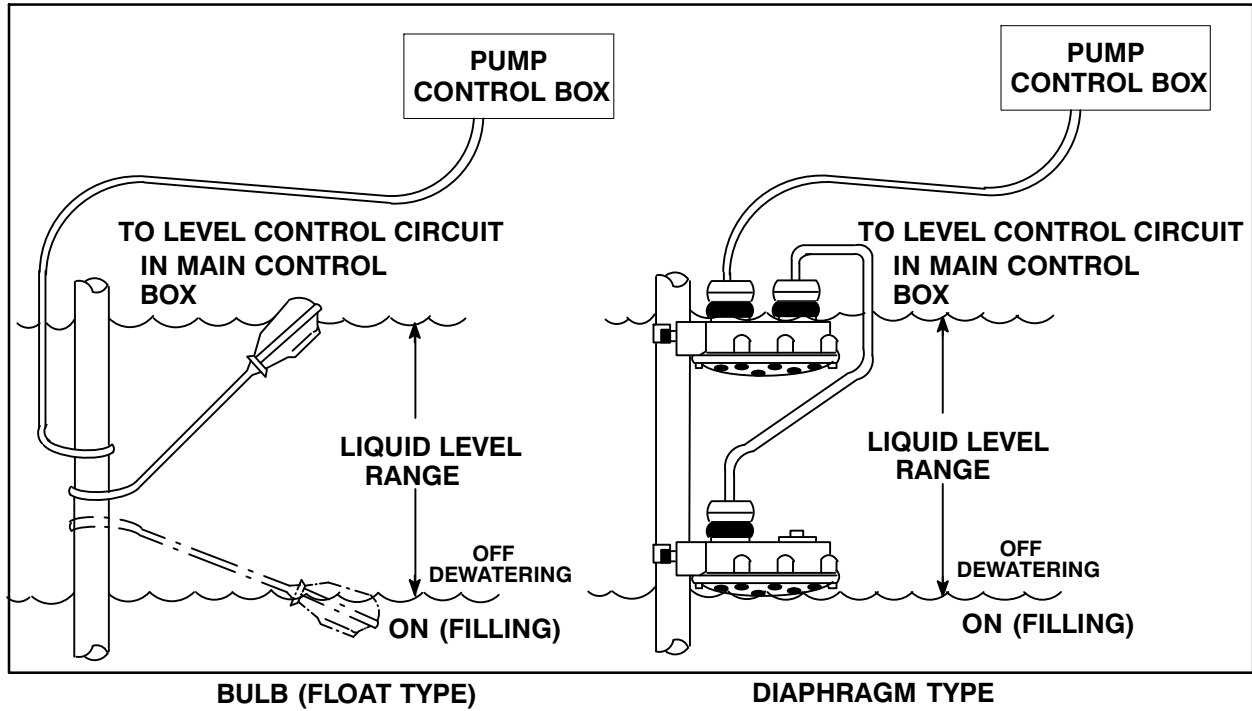 PUMP
CONTROL BOX
TO LEVEL CONTROL CIRCUIT
IN MAIN CONTROL
BOX
LIQUID LEVEL
RANGE
OFF
DEWATERING
ON (FILLING)
BULB (FLOAT TYPE)
PUMP
CONTROL BOX
TO LEVEL CONTROL CIRCUIT
IN MAIN CONTROL
BOX
LIQUID LEVEL
RANGE
OFF
DEWATERING
ON (FILLING)
DIAPHRAGM TYPE